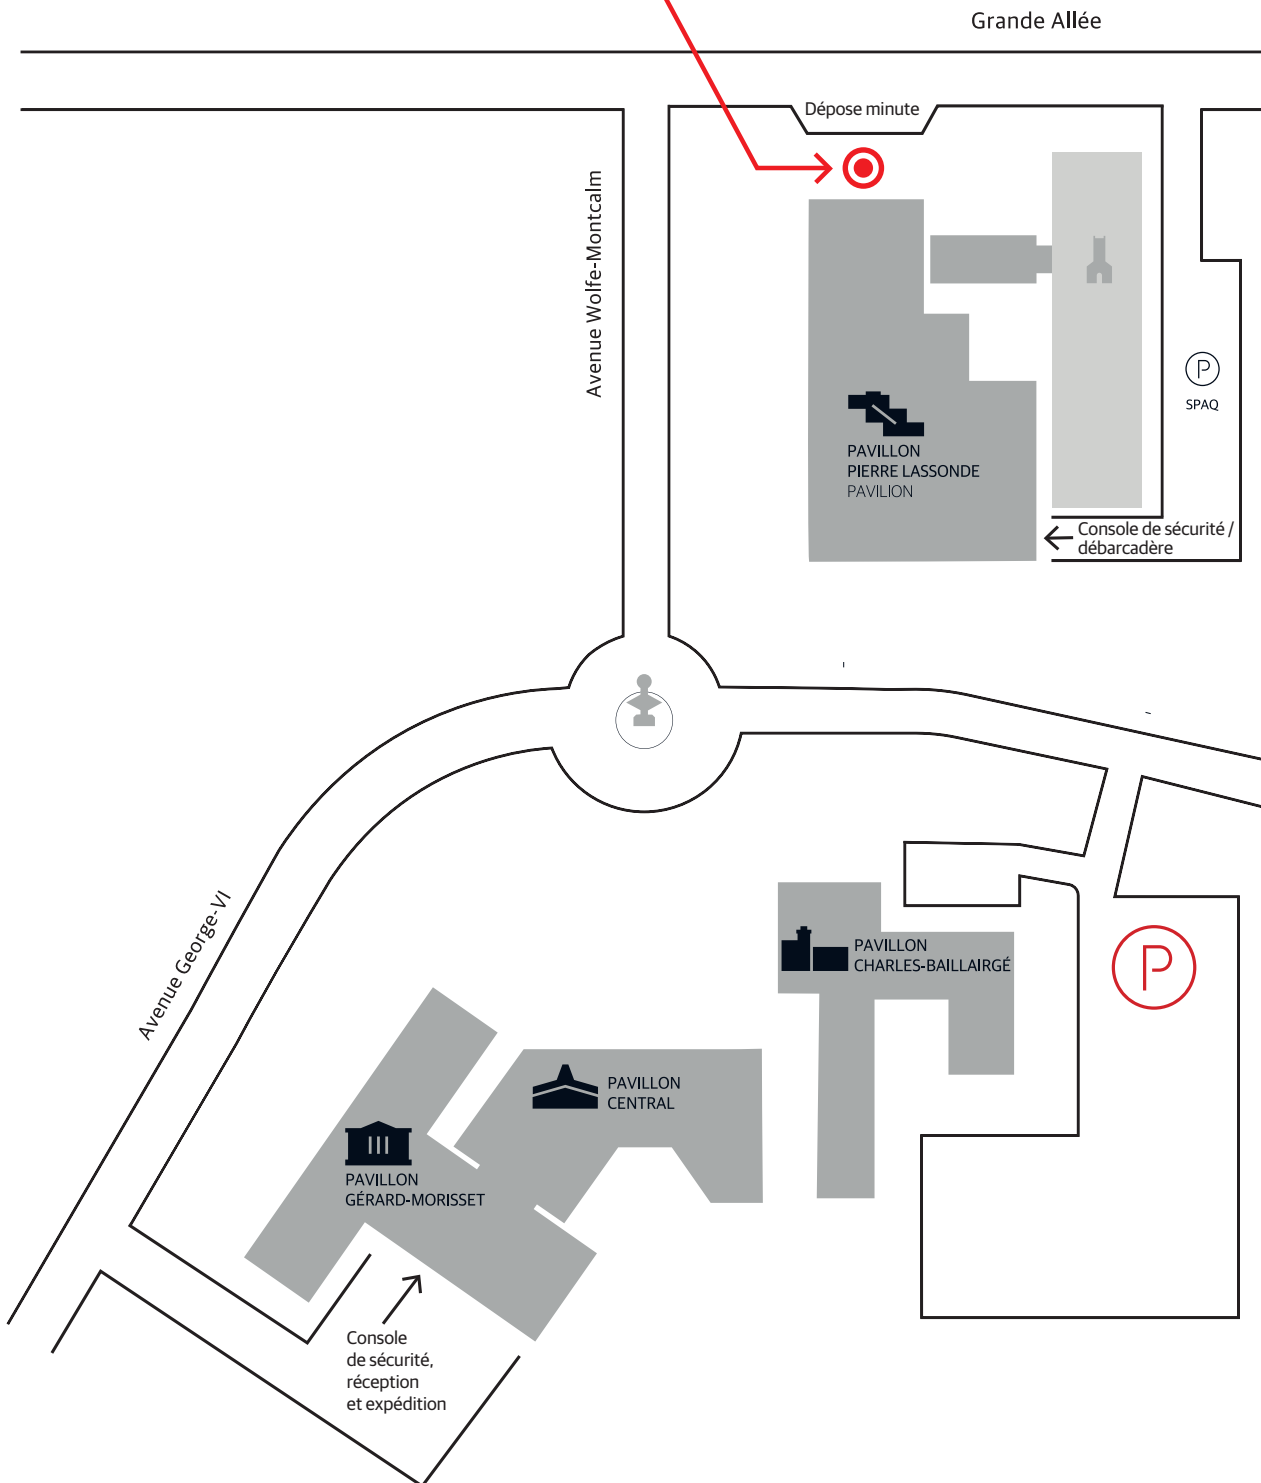 Grande Allée
Dépose minute
Avenue Wolfe-Montcalm
P
SPAQ
PAVILLON
PIERRE LASSONDE
PAVILION
Console de sécurité /
débarcadère
Avenue George-VI
PAVILLON
CHARLES-BAILLAIRGÉ
P
PAVILLON
CENTRAL
PAVILLON
GÉRARD-MORISSET
Console
de sécurité,
réception
et expédition